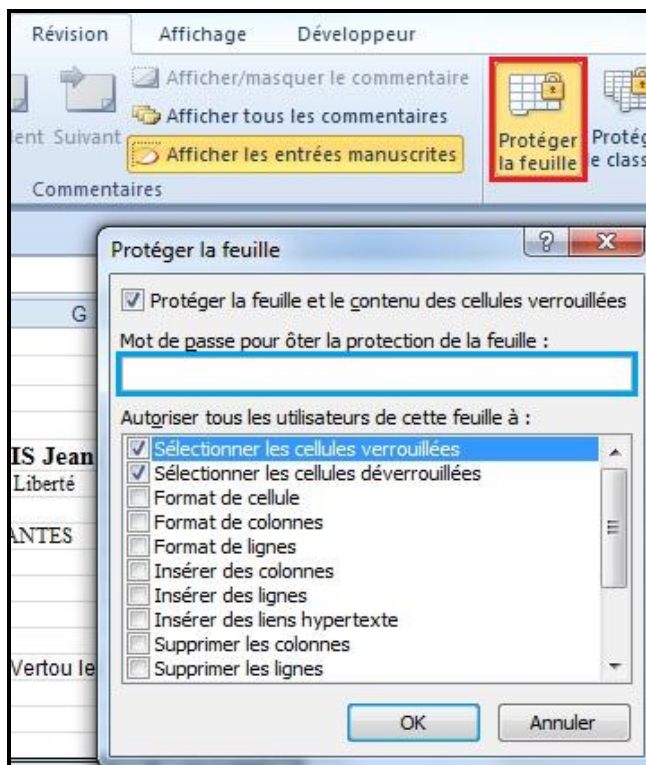 Révision Affichage Développeur
Afficher/masquer le commentaire
Afficher tous les commentaires
Suivant
Afficher les entrées manuscrites
Commentaires
Protéger
la feuille
Protég
e class
Protéger la feuille
Protéger la feuille et le contenu des cellules verrouillées
G
Mot de passe pour ôter la protection de la feuille :
Autoriser tous les utilisateurs de cette feuille à :
IS Jean
Liberté
ANTES
Vertou le
Sélectionner les cellules verrouillées
Sélectionner les cellules déverrouillées
Format de cellule
Format de colonnes
Format de lignes
Insérer des colonnes
Insérer des lignes
Insérer des liens hypertexte
Supprimer les colonnes
Supprimer les lignes
OK Annuler